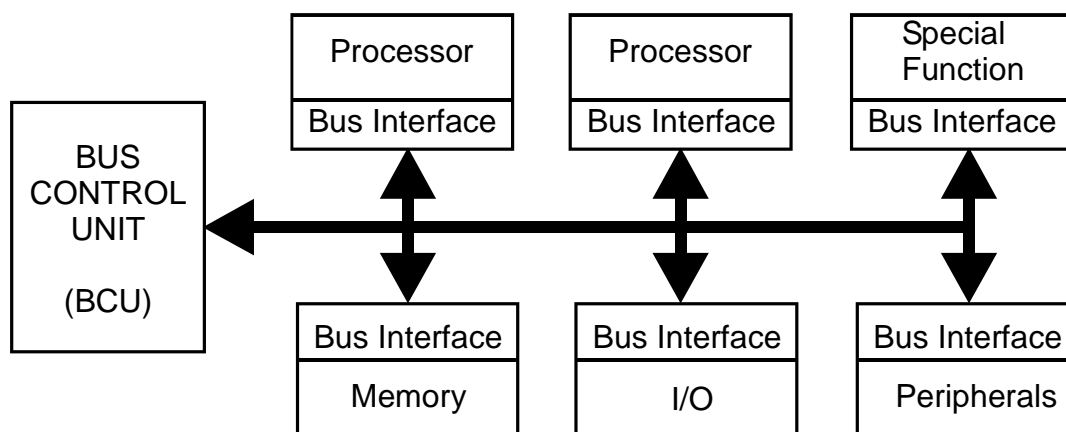 BUS
CONTROL
UNIT
(BCU)
Processor
Bus Interface
Processor
Bus Interface
Special
Function
Bus Interface
Bus Interface
Memory
Bus Interface
I/O
Bus Interface
Peripherals